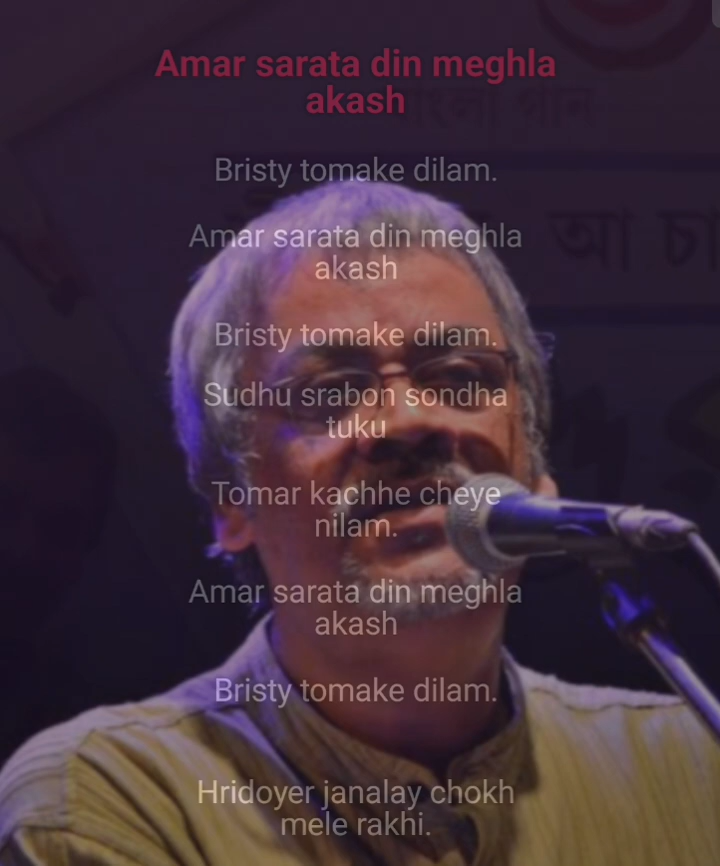 Amar sarata din meghla
akash
বাংলা গান
Bristy tomake dilam.
আ চা
Amar sarata din meghla
akash
Bristy tomake dilam.
Sudhu srabon sondha
tuku
Tomar kachhe cheye
nilam.
Amar sarata din meghla
akash
Bristy tomake dilam.
Hridoyer janalay chokh
mele rakhi.